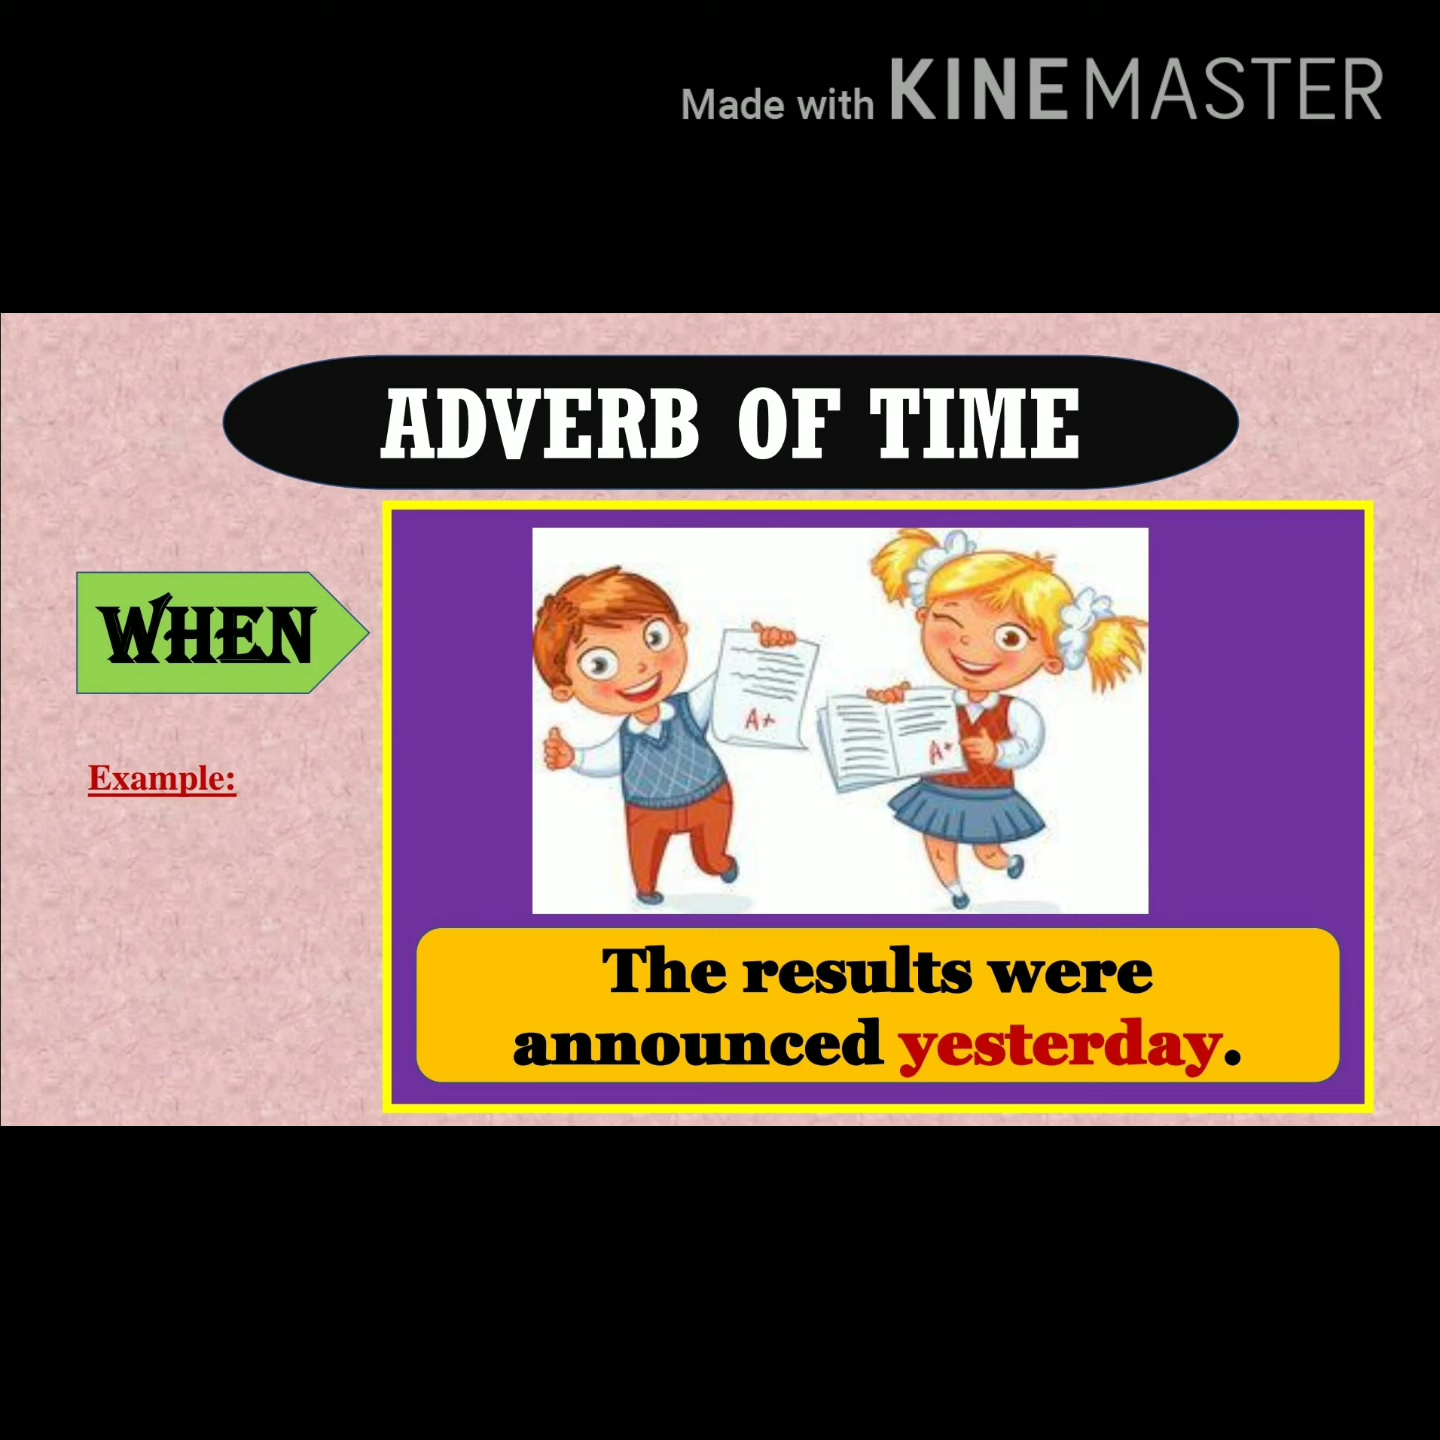 Made with KINEMASTER
ADVERB OF TIME
WHEN
Example:
A+
A+
The results were
announced yesterday.